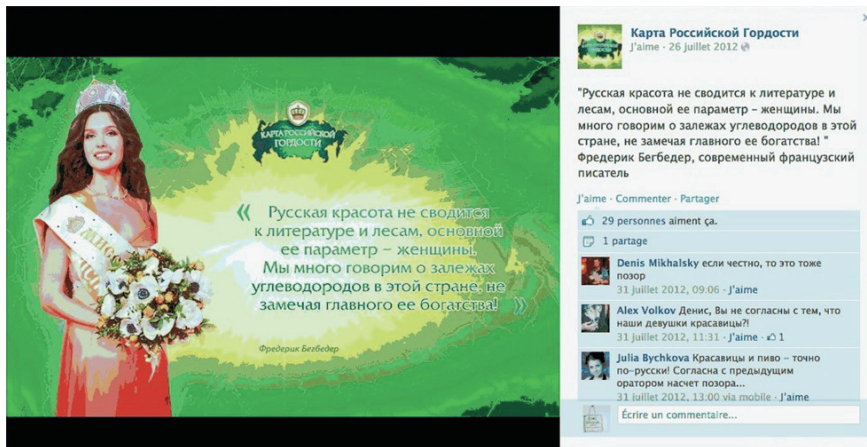 КАРТА РОССИЙСКОЙ
ГОРДОСТИ
« Русская красота не сводится
к литературе и лесам, основной
ее параметр – женщины.
Мы много говорим о залежах
углеводородов в этой стране, не
замечая главного ее богатства! »
Фредерик Бегбедер
Карта Российской Гордости
J'aime · 26 juillet 2012
"Русская красота не сводится к литературе и
лесам, основной ее параметр – женщины. Мы
много говорим о залежах углеводородов в этой
стране, не замечая главного ее богатства! "
Фредерик Бегбедер, современный французский
писатель
J'aime · Commenter · Partager
29 personnes aiment ça.
1 partage
Denis Mikhalsky если честно, то это тоже
позор
31 juillet 2012, 09:06 · J'aime
Alex Volkov Денис, Вы не согласны с тем, что
наши девушки красавицы?!
31 juillet 2012, 11:31 · J'aime · 1
Julia Bychkova Красавицы и пиво – точно
по-русски! Согласна с предыдущим
оратором насчет позора...
31 juillet 2012, 13:00 via mobile · J'aime
Écrire un commentaire...